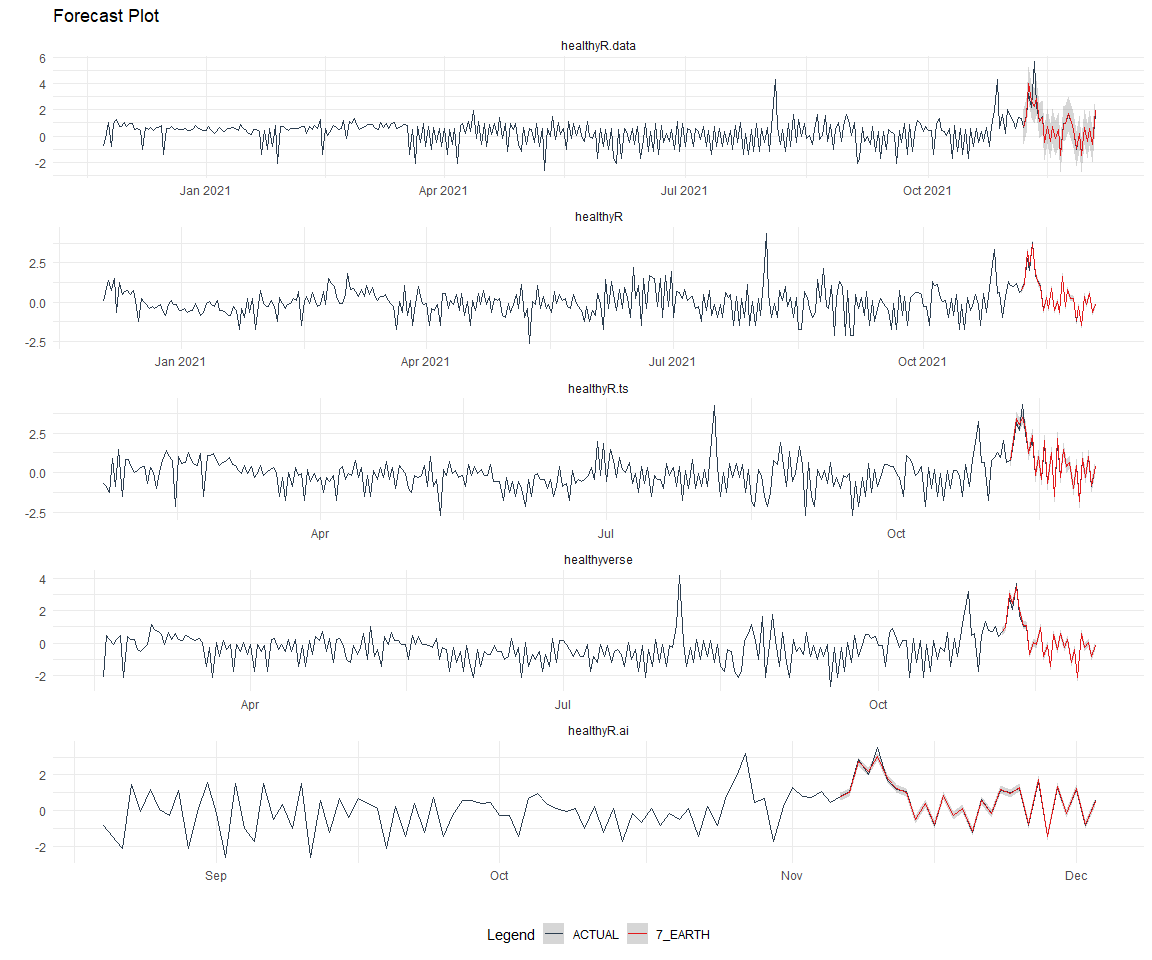 Forecast Plot
healthyR.data
6
4
2
0
-2
Jan 2021 Apr 2021 Jul 2021 Oct 2021
healthyR
2.5
0.0
-2.5
Jan 2021 Apr 2021 Jul 2021 Oct 2021
healthyR.ts
2.5
0.0
-2.5
Apr Jul Oct
healthyverse
4
2
0
-2
Apr Jul Oct
healthyR.ai
2
0
-2
Sep Oct Nov Dec
Legend ACTUAL 7_EARTH